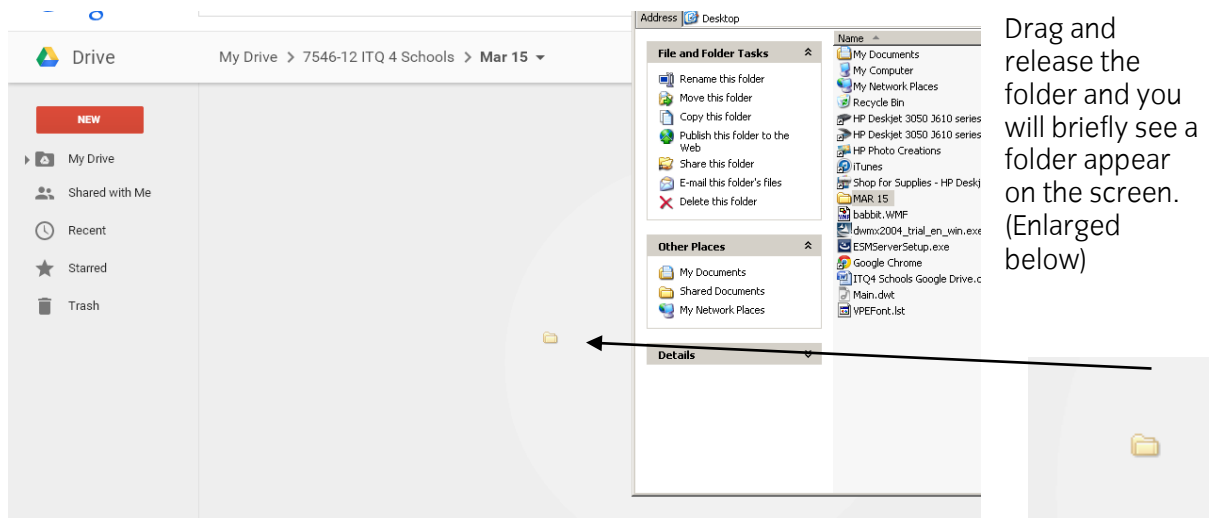 Drive
My Drive > 7546-12 ITQ 4 Schools > Mar 15
NEW
My Drive
Shared with Me
Recent
Starred
Trash
Address Desktop
File and Folder Tasks
Rename this folder
Move this folder
Copy this folder
Publish this folder to the
Web
Share this folder
E-mail this folder's files
Delete this folder
Other Places
My Documents
Shared Documents
My Network Places
Details
Name
My Documents
My Computer
My Network Places
Recycle Bin
HP Deskjet 3050 J610 series
HP Deskjet 3050 J610 series
HP Photo Creations
iTunes
Shop for Supplies - HP Deskj
MAR 15
babbit.WMF
dwmx2004_trial_en_win.exe
ESMServerSetup.exe
Google Chrome
ITQ4 Schools Google Drive.
Main.dwt
VPEFont.lst
Drag and
release the
folder and you
will briefly see a
folder appear
on the screen.
(Enlarged
below)